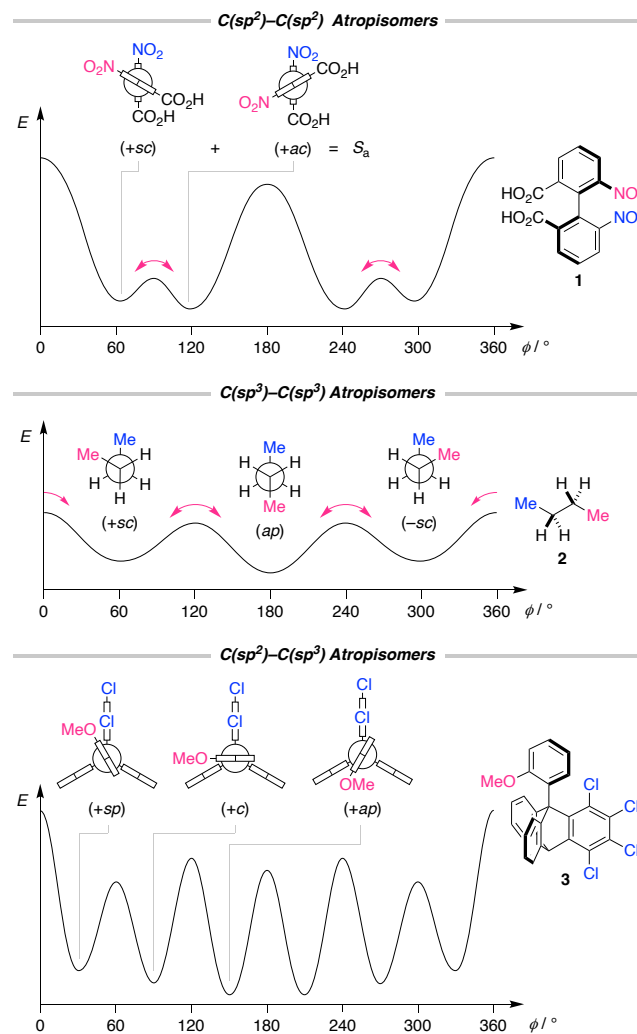 C(sp²)–C(sp²) Atropisomers
NO₂
O₂N
CO₂H
CO₂H
NO₂
CO₂H
O₂N
CO₂H
E
(+sc) + (+ac) = Sₐ
HO₂C
NO
HO₂C
NO
1
0 60 120 180 240 300 360 ϕ / °
C(sp³)–C(sp³) Atropisomers
E
Me
Me
H
H
H
H
(+sc)
Me
H
H
H
H
Me
(ap)
Me
H
Me
H
H
H
(–sc)
H
H
Me
Me
H
H
2
0 60 120 180 240 300 360 ϕ / °
C(sp²)–C(sp³) Atropisomers
Cl
Cl
MeO
(+sp)
Cl
Cl
MeO
(+c)
Cl
Cl
OMe
(+ap)
E
MeO
Cl
Cl
Cl
Cl
3
0 60 120 180 240 300 360 ϕ / °